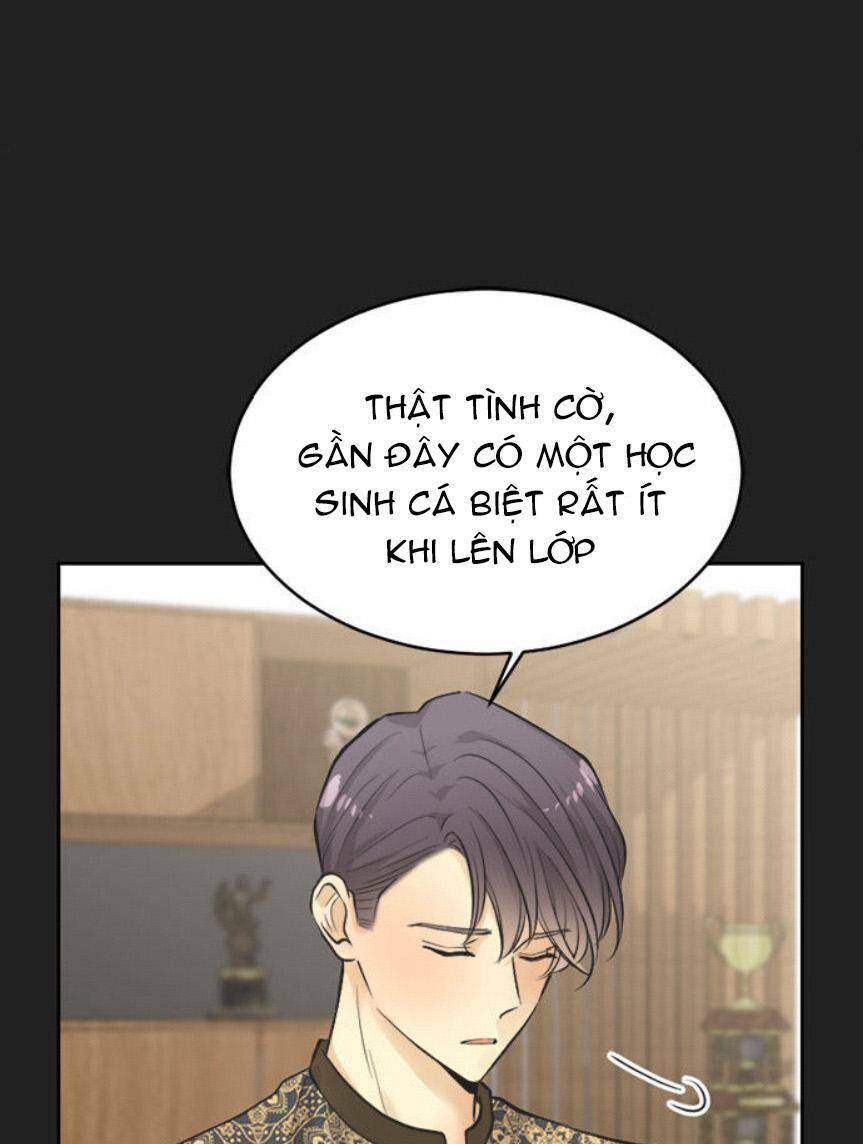 THẬT TÌNH CỜ,
GẦN ĐÂY CÓ MỘT HỌC
SINH CÁ BIỆT RẤT ÍT
KHI LÊN LỚP